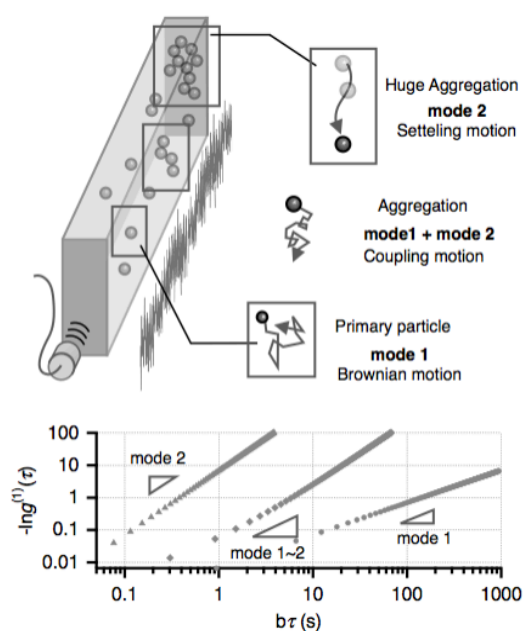 Huge Aggregation
mode 2
Setteling motion
Aggregation
mode1 + mode 2
Coupling motion
Primary particle
mode 1
Brownian motion
-lng⁽¹⁾(τ)
100
10
1
0.1
0.01
mode 2
mode 1~2
mode 1
0.1 1 10 100 1000
bτ (s)